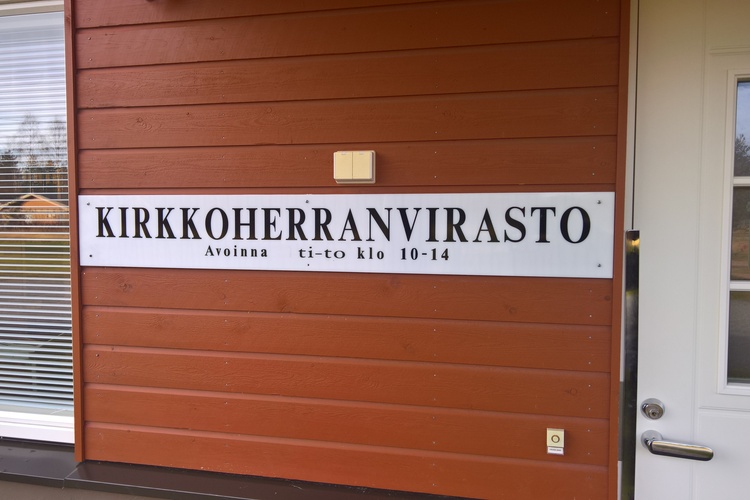 KIRKKOHERRANVIRASTO
Avoinna ti-to klo 10-14